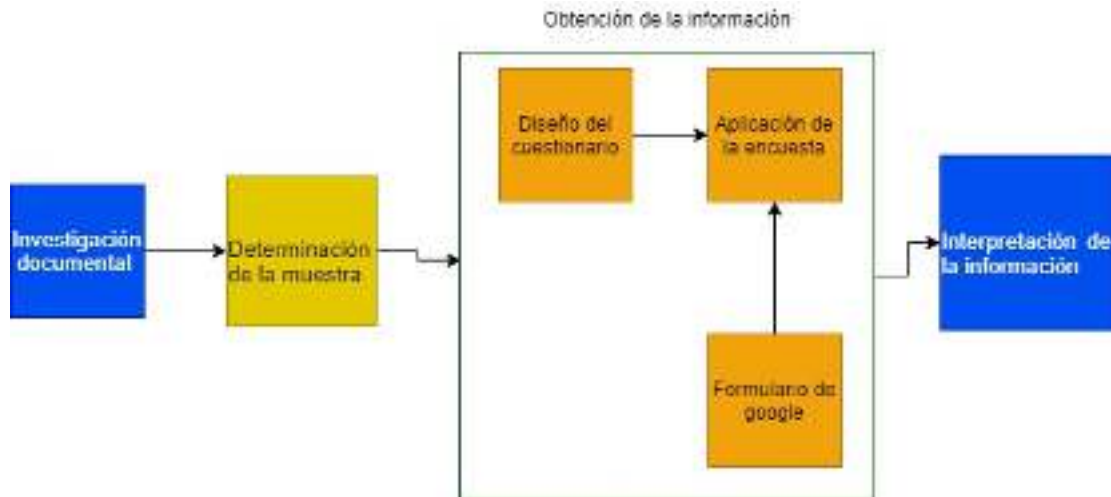 Obtención de la información
Diseño del
cuestionario
Aplicación de
la encuesta
Investigación
documental
Determinación
de la muestra
Interpretación de
la información
Formulario de
google